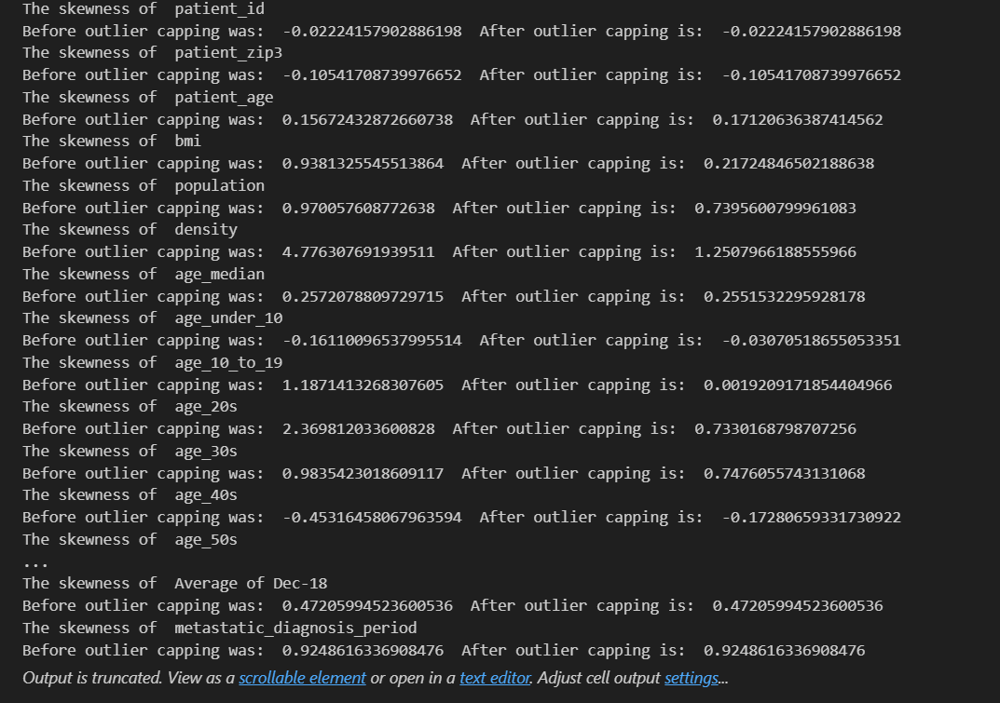 The skewness of  patient_id
Before outlier capping was:  -0.02224157902886198  After outlier capping is:  -0.02224157902886198
The skewness of  patient_zip3
Before outlier capping was:  -0.10541708739976652  After outlier capping is:  -0.10541708739976652
The skewness of  patient_age
Before outlier capping was:  0.15672432872660738  After outlier capping is:  0.17120636387414562
The skewness of  bmi
Before outlier capping was:  0.9381325545513864  After outlier capping is:  0.21724846502188638
The skewness of  population
Before outlier capping was:  0.970057608772638  After outlier capping is:  0.7395600799961083
The skewness of  density
Before outlier capping was:  4.776307691939511  After outlier capping is:  1.2507966188555966
The skewness of  age_median
Before outlier capping was:  0.2572078809729715  After outlier capping is:  0.2551532295928178
The skewness of  age_under_10
Before outlier capping was:  -0.16110096537995514  After outlier capping is:  -0.03070518655053351
The skewness of  age_10_to_19
Before outlier capping was:  1.1871413268307605  After outlier capping is:  0.0019209171854404966
The skewness of  age_20s
Before outlier capping was:  2.369812033600828  After outlier capping is:  0.7330168798707256
The skewness of  age_30s
Before outlier capping was:  0.9835423018609117  After outlier capping is:  0.7476055743131068
The skewness of  age_40s
Before outlier capping was:  -0.45316458067963594  After outlier capping is:  -0.17280659331730922
The skewness of  age_50s
...
The skewness of  Average of Dec-18
Before outlier capping was:  0.47205994523600536  After outlier capping is:  0.47205994523600536
The skewness of  metastatic_diagnosis_period
Before outlier capping was:  0.9248616336908476  After outlier capping is:  0.9248616336908476
Output is truncated. View as a scrollable element or open in a text editor. Adjust cell output settings...